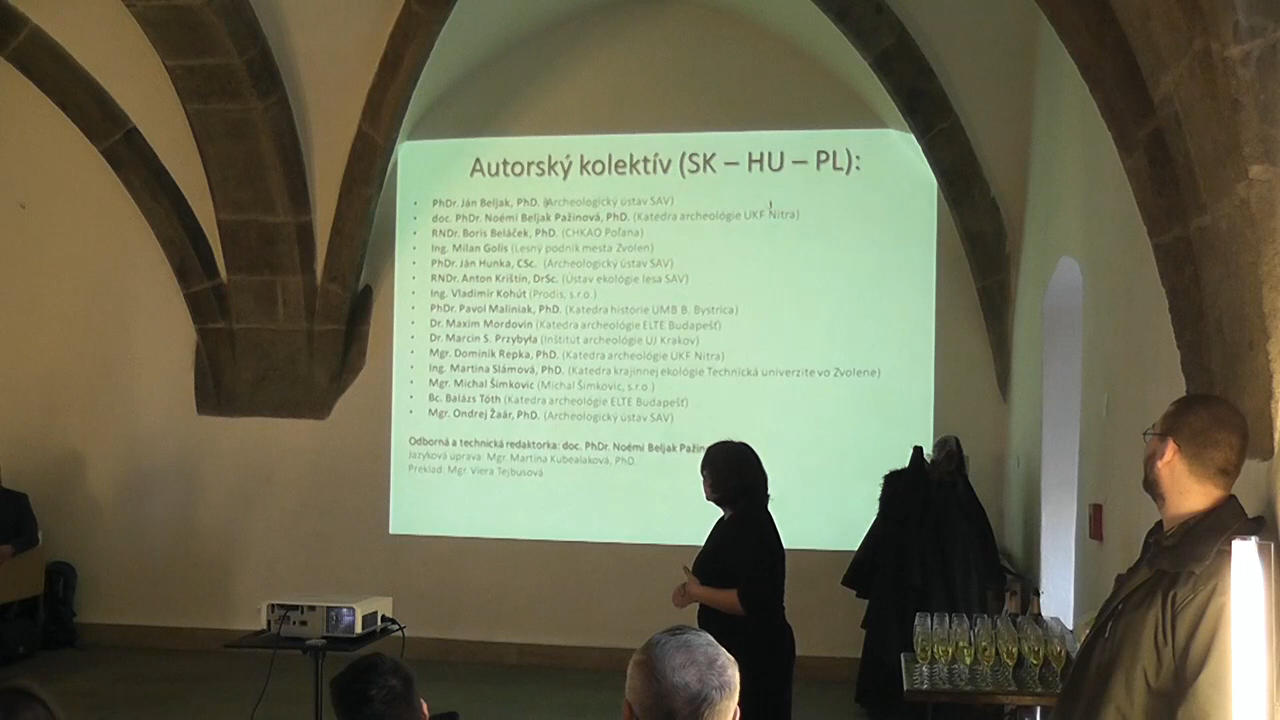 Autorský kolektív (SK – HU – PL):
• PhDr. Ján Beljak, PhD. (Archeologický ústav SAV)
• doc. PhDr. Noémi Beljak Pažinová, PhD. (Katedra archeológie UKF Nitra)
• RNDr. Boris Beláček, PhD. (CHKAO Poľana)
• Ing. Milan Golis (Lesný podnik mesta Zvolen)
• PhDr. Ján Hunka, CSc. (Archeologický ústav SAV)
• RNDr. Anton Krištín, DrSc. (Ústav ekológie lesa SAV)
• Ing. Vladimír Kohút (Prodis, s.r.o.)
• PhDr. Pavol Maliniak, PhD. (Katedra histórie UMB B. Bystrica)
• Dr. Maxim Mordovin (Katedra archeológie ELTE Budapešť)
• Dr. Marcin S. Przybyła (Inštitút archeológie UJ Krakov)
• Mgr. Dominik Repka, PhD. (Katedra archeológie UKF Nitra)
• Ing. Martina Slámová, PhD. (Katedra krajinnej ekológie Technická univerzite vo Zvolene)
• Mgr. Michal Šimkovic (Michal Šimkovic, s.r.o.)
• Bc. Balázs Tóth (Katedra archeológie ELTE Budapešť)
• Mgr. Ondrej Žaár, PhD. (Archeologický ústav SAV)
Odborná a technická redaktorka: doc. PhDr. Noémi Beljak
Jazyková úprava: Mgr. Martina Kubealaková, PhD.
Preklad: Mgr. Viera Tejbusová